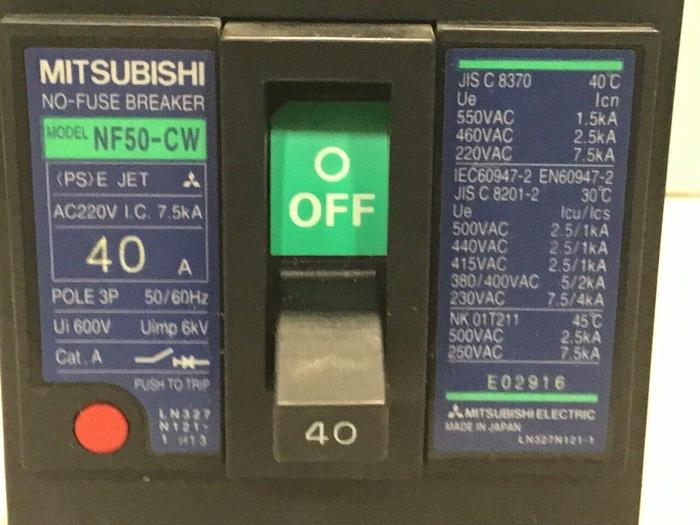 MITSUBISHI
NO-FUSE BREAKER
MODEL NF50-CW
〈PS〉E JET
AC220V I.C. 7.5kA
40 A
POLE 3P 50/60Hz
Ui 600V Uimp 6kV
Cat. A
PUSH TO TRIP
LN327
N121-
1 H13
O
OFF
40
JIS C 8370 40℃
Ue Icn
550VAC 1.5kA
460VAC 2.5kA
220VAC 7.5kA
IEC60947-2 EN60947-2
JIS C 8201-2 30℃
Ue Icu/Ics
500VAC 2.5/1kA
440VAC 2.5/1kA
415VAC 2.5/1kA
380/400VAC 5/2kA
230VAC 7.5/4kA
NK 01T211 45℃
500VAC 2.5kA
250VAC 7.5kA
E02916
MITSUBISHI ELECTRIC
MADE IN JAPAN
LN327N121-1